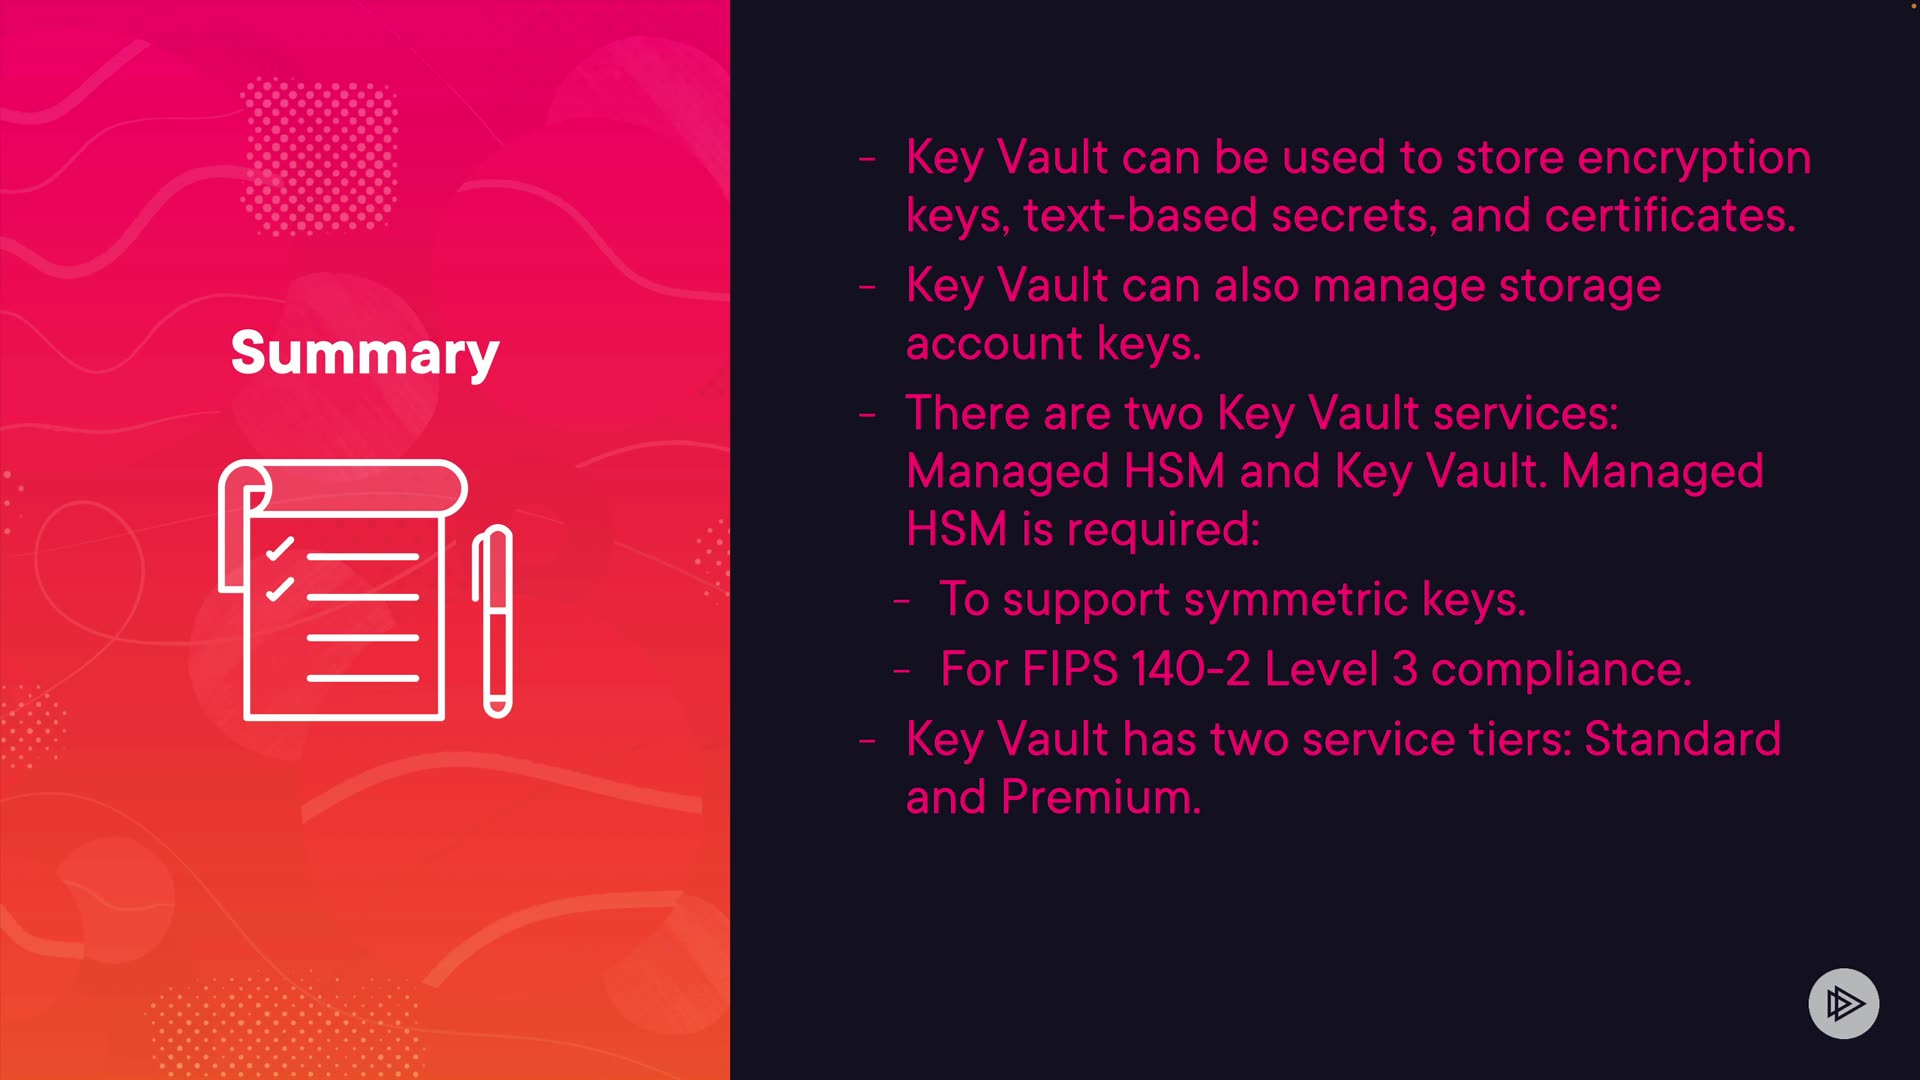 Summary
- Key Vault can be used to store encryption
keys, text-based secrets, and certificates.
- Key Vault can also manage storage
account keys.
- There are two Key Vault services:
Managed HSM and Key Vault. Managed
HSM is required:
- To support symmetric keys.
- For FIPS 140-2 Level 3 compliance.
- Key Vault has two service tiers: Standard
and Premium.